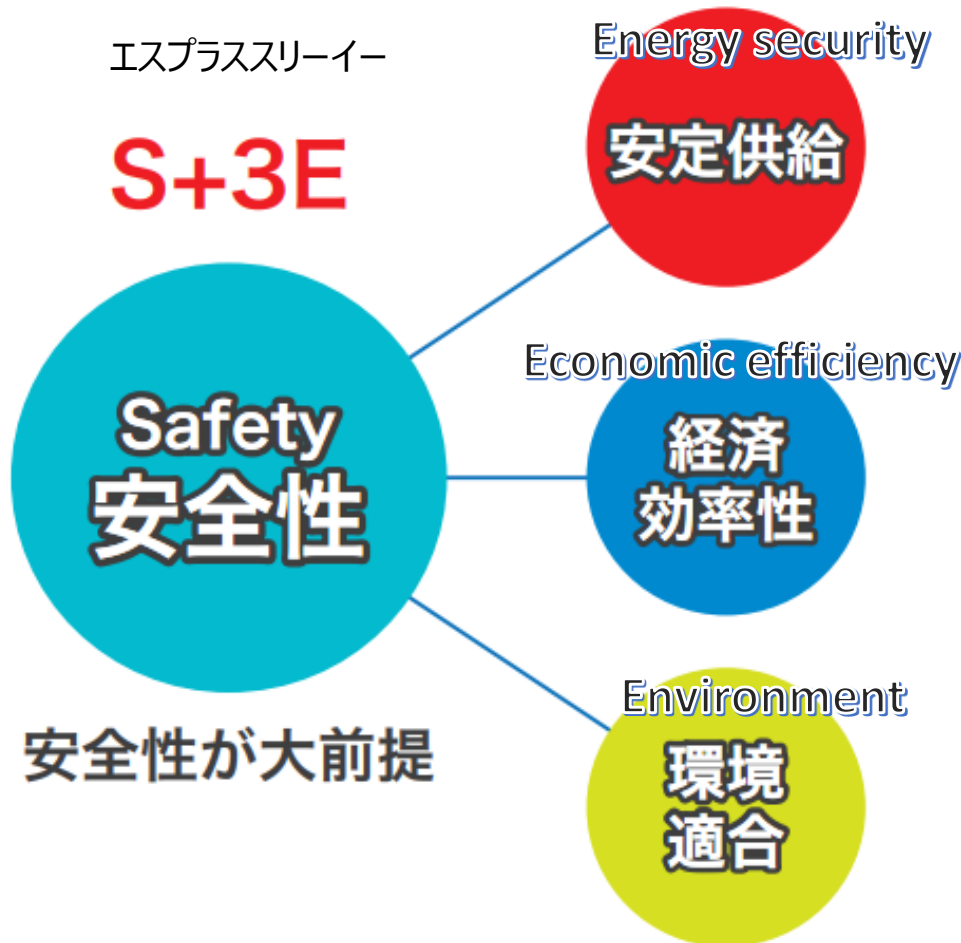 エスプラススリーイー
S+3E
Safety
安全性
安全性が大前提
Energy security
安定供給
Economic efficiency
経済
効率性
Environment
環境
適合